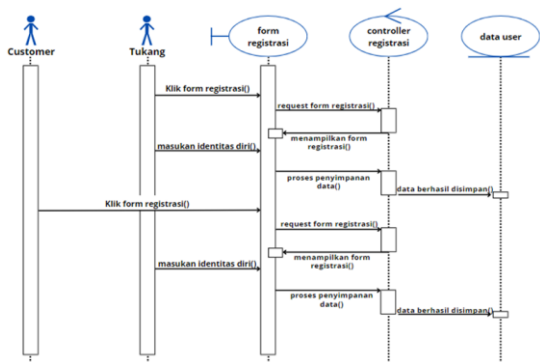 Customer
Tukang
form
registrasi
controller
registrasi
data user
Klik form registrasi()
request form registrasi()
menampilkan form
registrasi()
masukan identitas diri()
proses penyimpanan
data()
data berhasil disimpan()
Klik form registrasi()
request form registrasi()
menampilkan form
registrasi()
masukan identitas diri()
proses penyimpanan
data()
data berhasil disimpan()